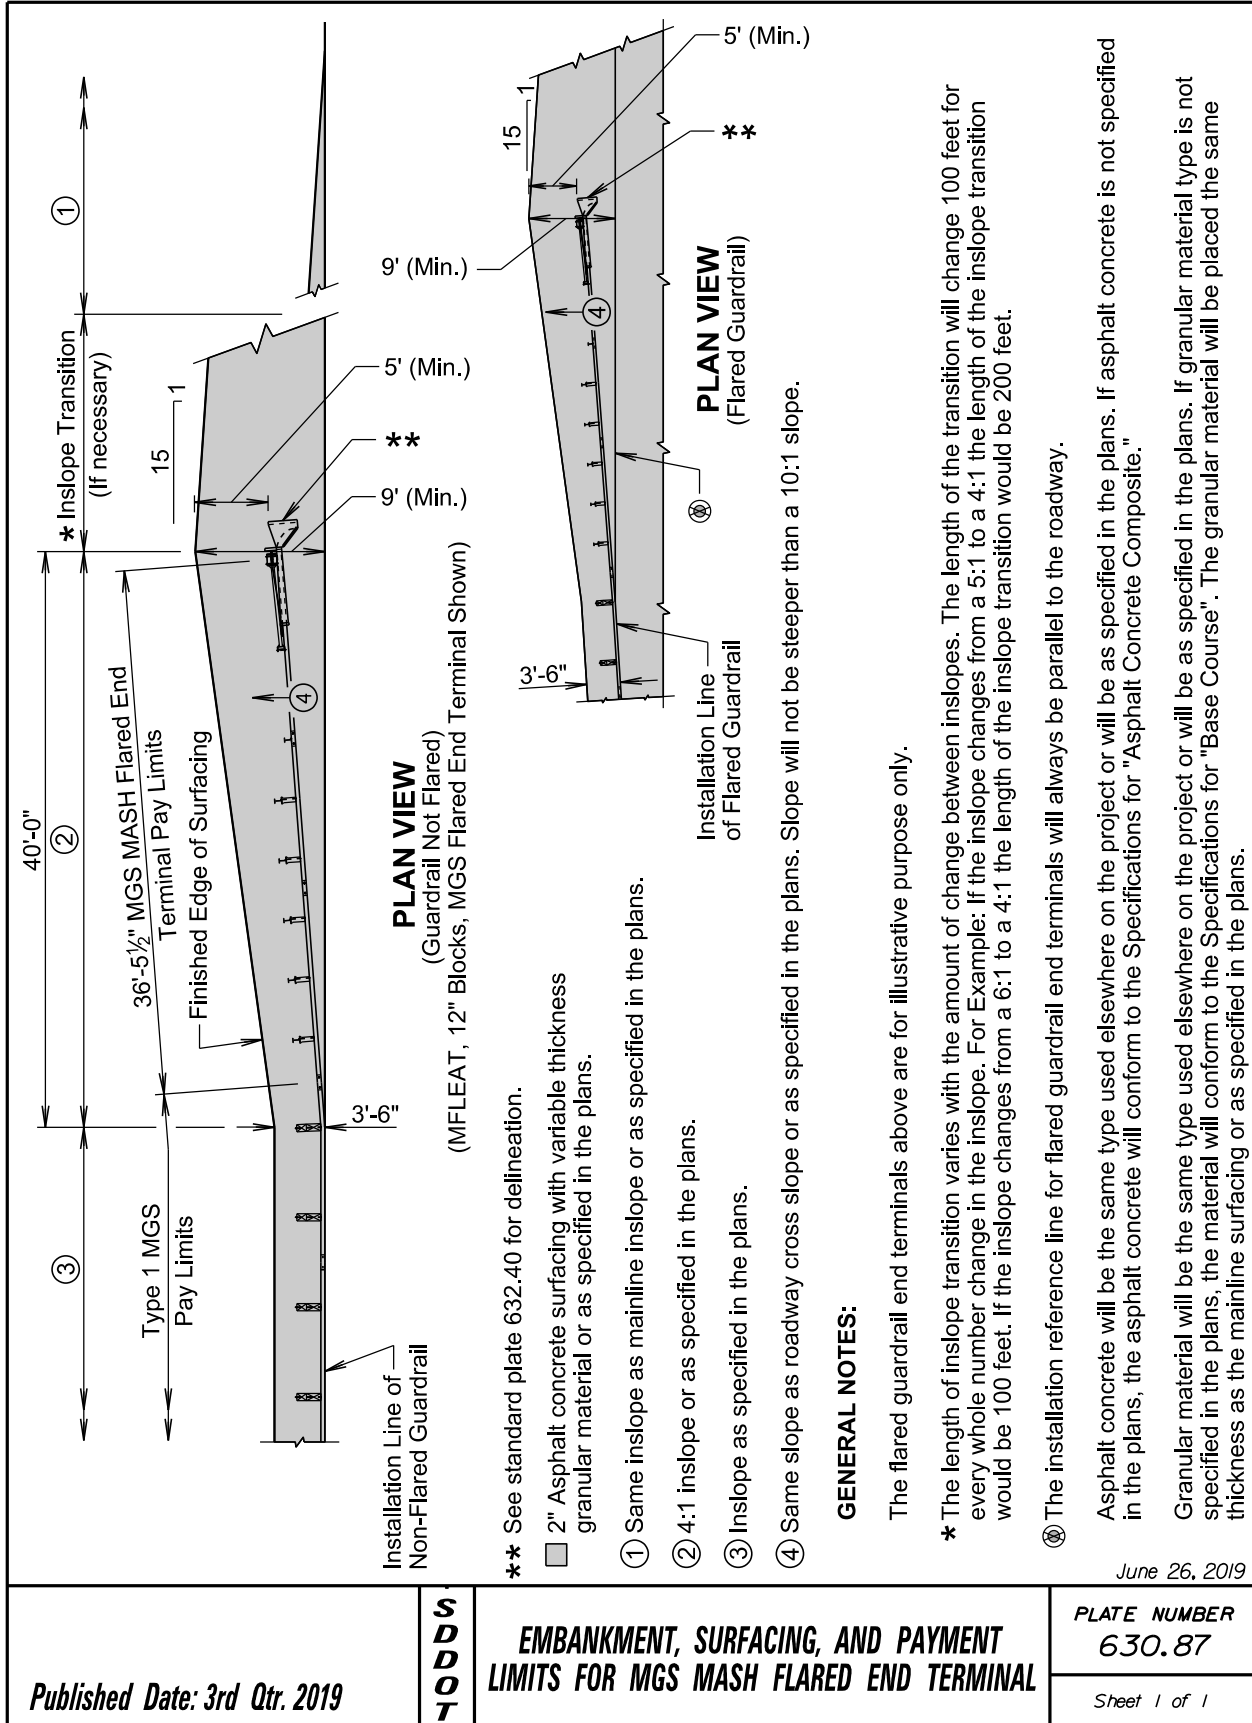 ①
* Inslope Transition
(If necessary)
40'-0"
②
36'-5½" MGS MASH Flared End
Terminal Pay Limits
Finished Edge of Surfacing
③
Type 1 MGS
Pay Limits
15
1
5' (Min.)
**
9' (Min.)
④
3'-6"
Installation Line of
Non-Flared Guardrail
PLAN VIEW
(Guardrail Not Flared)
(MFLEAT, 12" Blocks, MGS Flared End Terminal Shown)
5' (Min.)
15
1
**
9' (Min.)
④
3'-6"
Installation Line
of Flared Guardrail
PLAN VIEW
(Flared Guardrail)
** See standard plate 632.40 for delineation.
2" Asphalt concrete surfacing with variable thickness
granular material or as specified in the plans.
① Same inslope as mainline inslope or as specified in the plans.
② 4:1 inslope or as specified in the plans.
③ Inslope as specified in the plans.
④ Same slope as roadway cross slope or as specified in the plans. Slope will not be steeper than a 10:1 slope.
GENERAL NOTES:
The flared guardrail end terminals above are for illustrative purpose only.
* The length of inslope transition varies with the amount of change between inslopes. The length of the transition will change 100 feet for
every whole number change in the inslope. For Example: If the inslope changes from a 5:1 to a 4:1 the length of the inslope transition
would be 100 feet. If the inslope changes from a 6:1 to a 4:1 the length of the inslope transition would be 200 feet.
The installation reference line for flared guardrail end terminals will always be parallel to the roadway.
Asphalt concrete will be the same type used elsewhere on the project or will be as specified in the plans. If asphalt concrete is not specified
in the plans, the asphalt concrete will conform to the Specifications for "Asphalt Concrete Composite."
Granular material will be the same type used elsewhere on the project or will be as specified in the plans. If granular material type is not
specified in the plans, the material will conform to the Specifications for "Base Course". The granular material will be placed the same
thickness as the mainline surfacing or as specified in the plans.
June 26, 2019
Published Date: 3rd Qtr. 2019
SDDOT
EMBANKMENT, SURFACING, AND PAYMENT
LIMITS FOR MGS MASH FLARED END TERMINAL
PLATE NUMBER
630.87
Sheet 1 of 1